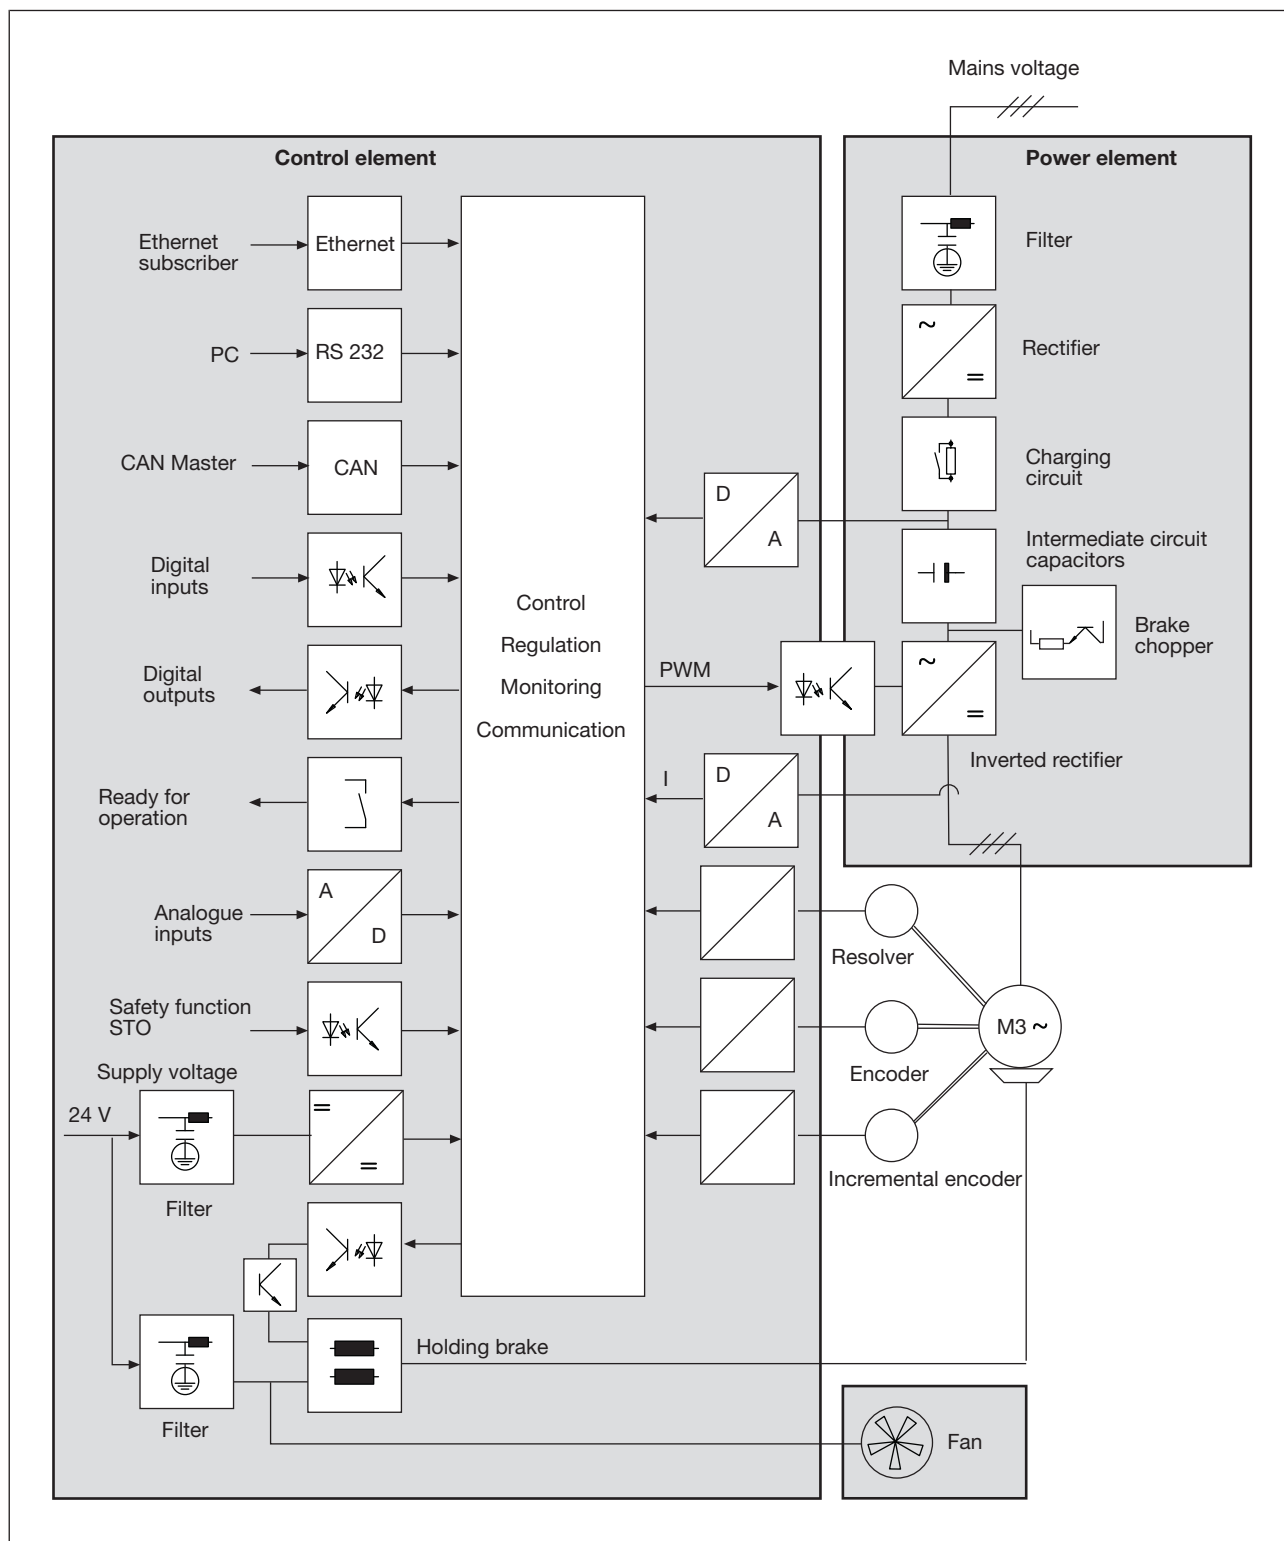 Mains voltage
Control element
Power element
Ethernet
subscriber
Ethernet
Filter
PC
RS 232
Rectifier
CAN Master
CAN
Charging
circuit
D
A
Digital
inputs
Intermediate circuit
capacitors
Control
Regulation
Monitoring
Communication
Brake
chopper
Digital
outputs
PWM
Inverted rectifier
Ready for
operation
I
D
A
Analogue
inputs
A
D
Resolver
Safety function
STO
M3 ~
Encoder
Supply voltage
24 V
Filter
Incremental encoder
Holding brake
Filter
Fan